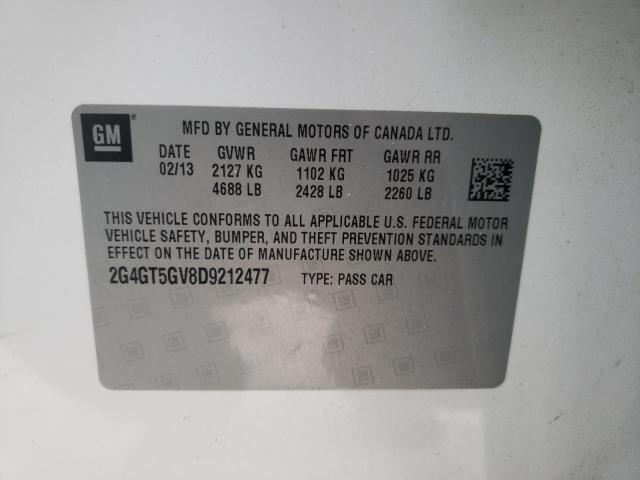 GM
®
MFD BY GENERAL MOTORS OF CANADA LTD.
DATE GVWR GAWR FRT GAWR RR
02/13 2127 KG 1102 KG 1025 KG
4688 LB 2428 LB 2260 LB
THIS VEHICLE CONFORMS TO ALL APPLICABLE U.S. FEDERAL MOTOR
VEHICLE SAFETY, BUMPER, AND THEFT PREVENTION STANDARDS IN
EFFECT ON THE DATE OF MANUFACTURE SHOWN ABOVE.
2G4GT5GV8D9212477 TYPE: PASS CAR